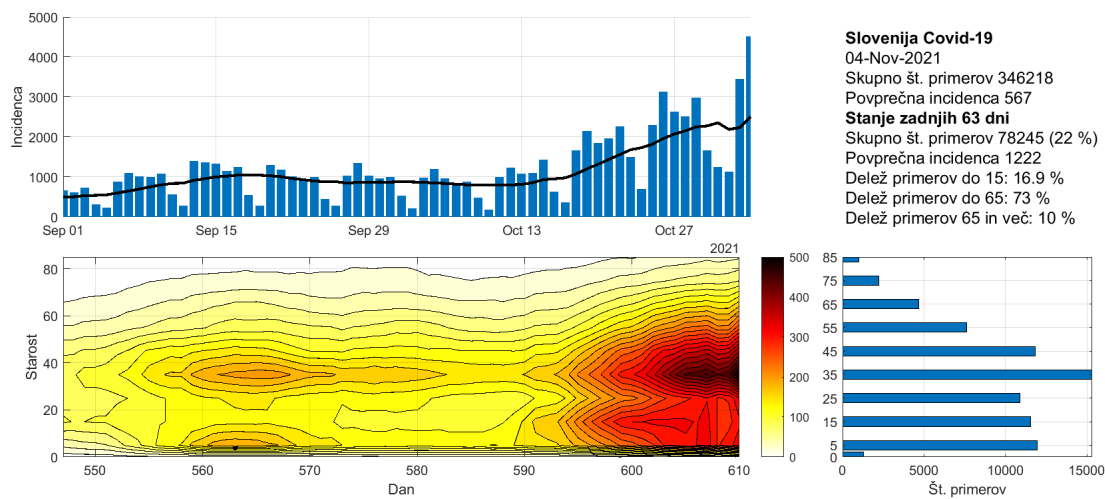 5000
4000
3000
2000
1000
0
Incidenca
Sep 01
Sep 15
Sep 29
Oct 13
Oct 27
2021
Slovenija Covid-19
04-Nov-2021
Skupno št. primerov 346218
Povprečna incidenca 567
Stanje zadnjih 63 dni
Skupno št. primerov 78245 (22 %)
Povprečna incidenca 1222
Delež primerov do 15: 16.9 %
Delež primerov do 65: 73 %
Delež primerov 65 in več: 10 %
80
60
40
20
0
Starost
550
560
570
580
590
600
610
Dan
500
400
300
200
100
0
85
75
65
55
45
35
25
15
5
0
0
5000
10000
15000
Št. primerov